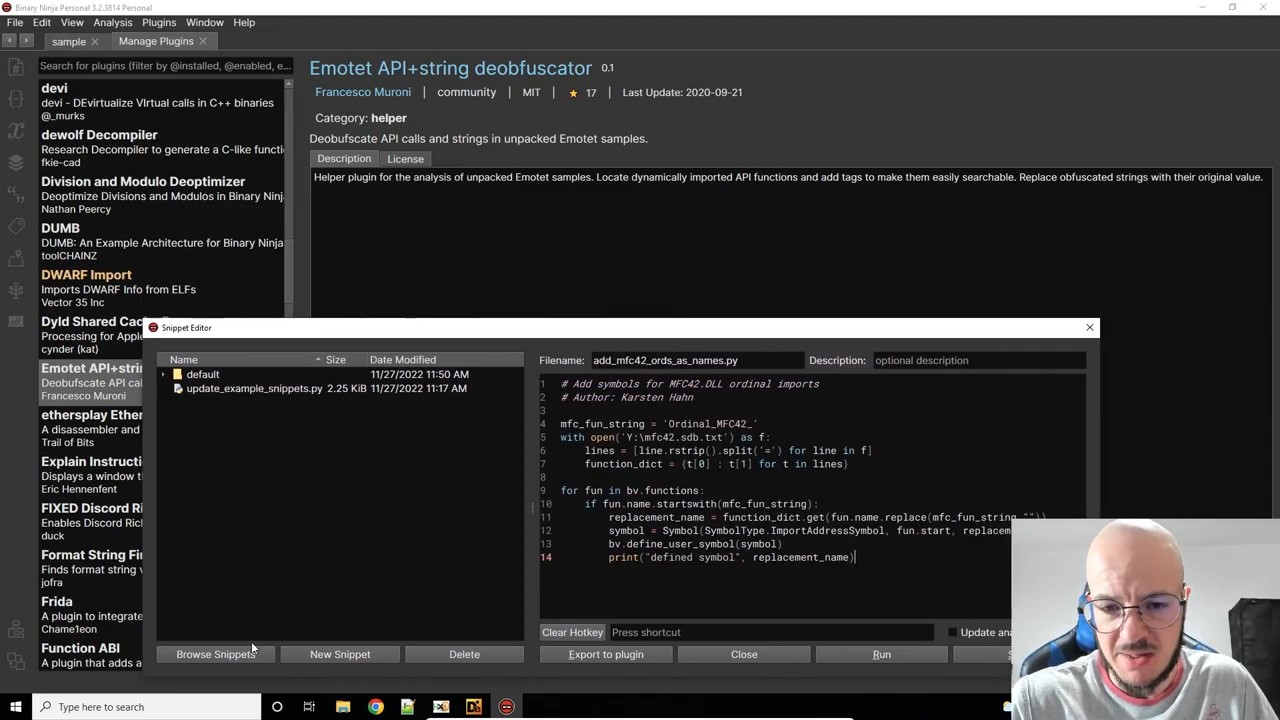 Binary Ninja Personal 3.2.3814 Personal
File Edit View Analysis Plugins Window Help
sample Manage Plugins
Search for plugins (filter by @installed, @enabled, e...
devi
devi - DEvirtualize VIrtual calls in C++ binaries
@_murks
dewolf Decompiler
Research Decompiler to generate a C-like functi
fkie-cad
Division and Modulo Deoptimizer
Deoptimize Divisions and Modulos in Binary Ninja
Nathan Peercy
DUMB
DUMB: An Example Architecture for Binary Ninja
toolCHAINZ
DWARF Import
Imports DWARF Info from ELFs
Vector 35 Inc
Dyld Shared Ca
Processing for Apple
cynder (kat)
Emotet API+strin
Deobufscate API cal
Francesco Muroni
ethersplay Ether
A disassembler and
Trail of Bits
Explain Instructi
Displays a window t
Eric Hennenfent
FIXED Discord Ric
Enables Discord Ric
duck
Format String Fin
Finds format string v
jofra
Frida
A plugin to integrate
Chame1eon
Function ABI
A plugin that adds a
Emotet API+string deobfuscator 0.1
Francesco Muroni community MIT ★ 17 Last Update: 2020-09-21
Category: helper
Deobufscate API calls and strings in unpacked Emotet samples.
Description License
Helper plugin for the analysis of unpacked Emotet samples. Locate dynamically imported API functions and add tags to make them easily searchable. Replace obfuscated strings with their original value.
Snippet Editor
Name Size Date Modified
default 11/27/2022 11:50 AM
update_example_snippets.py 2.25 KiB 11/27/2022 11:17 AM
Browse Snippets New Snippet Delete
Filename: add_mfc42_ords_as_names.py Description: optional description
1 # Add symbols for MFC42.DLL ordinal imports
2 # Author: Karsten Hahn
3
4 mfc_fun_string = 'Ordinal_MFC42_'
5 with open('Y:\mfc42.sdb.txt') as f:
6 lines = [line.rstrip().split('=') for line in f]
7 function_dict = {t[0] : t[1] for t in lines}
8
9 for fun in bv.functions:
10 if fun.name.startswith(mfc_fun_string):
11 replacement_name = function_dict.get(fun.name.replace(mfc_fun_string,""))
12 symbol = Symbol(SymbolType.ImportAddressSymbol, fun.start, replacem
13 bv.define_user_symbol(symbol)
14 print("defined symbol", replacement_name)
Clear Hotkey Press shortcut Update ana
Export to plugin Close Run
Type here to search